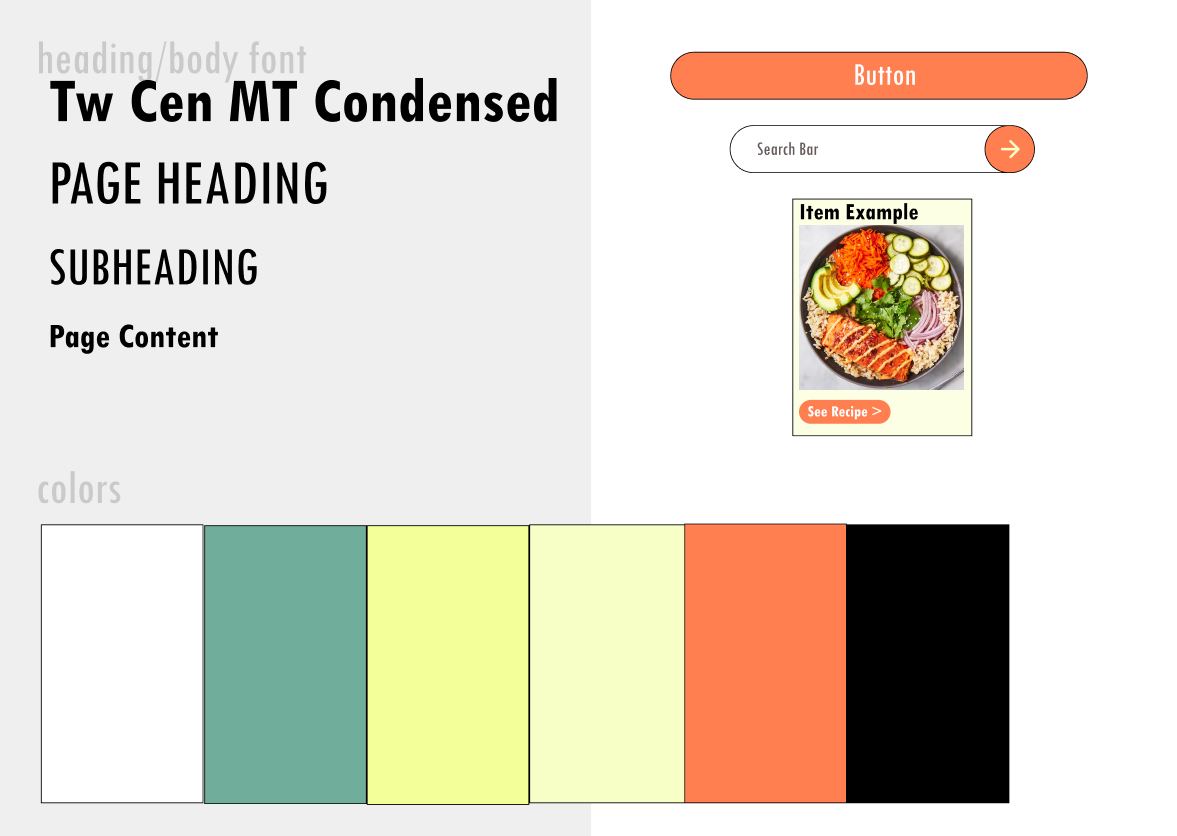 heading/body font
Tw Cen MT Condensed
PAGE HEADING
SUBHEADING
Page Content
colors
Button
Search Bar
Item Example
See Recipe >